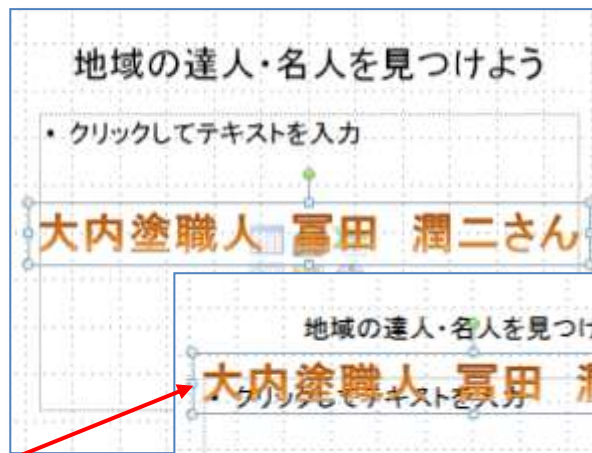 地域の達人・名人を見つけよう
• クリックしてテキストを入力
大内塗職人 冨田　潤二さん
地域の達人・名人を見つけ
大内塗職人 冨田
• クリックしてテキストを入力